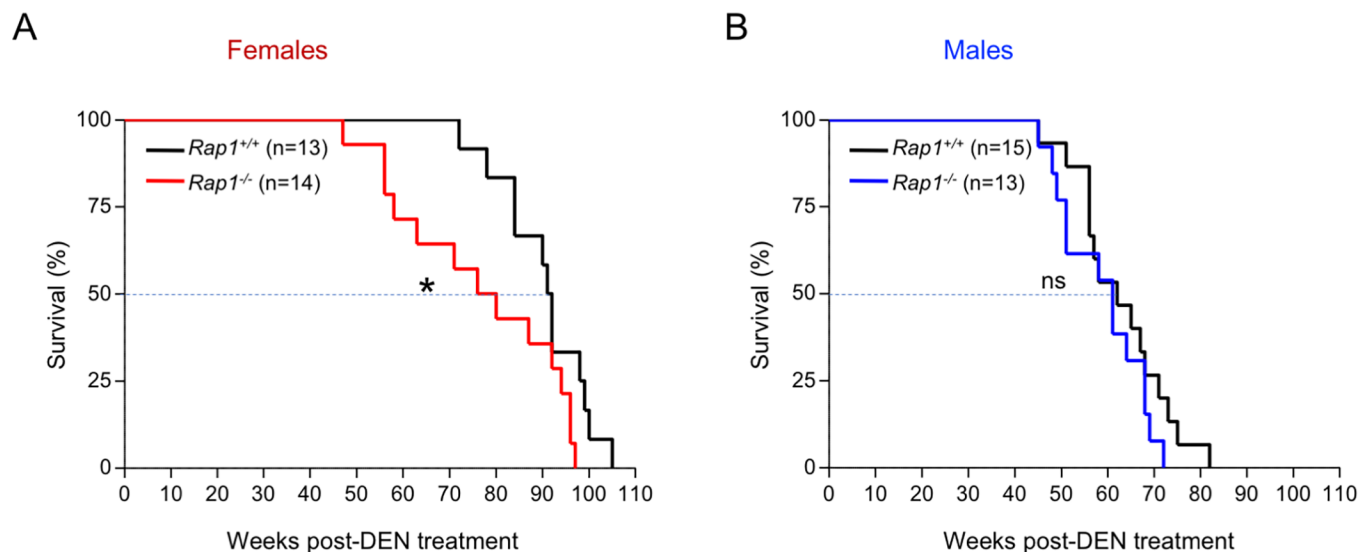 A
Females
Survival (%)
100
75
50
25
0
Rap1+/+ (n=13)
Rap1-/- (n=14)
*
0 10 20 30 40 50 60 70 80 90 100 110
Weeks post-DEN treatment
B
Males
Survival (%)
100
75
50
25
0
Rap1+/+ (n=15)
Rap1-/- (n=13)
ns
0 10 20 30 40 50 60 70 80 90 100 110
Weeks post-DEN treatment